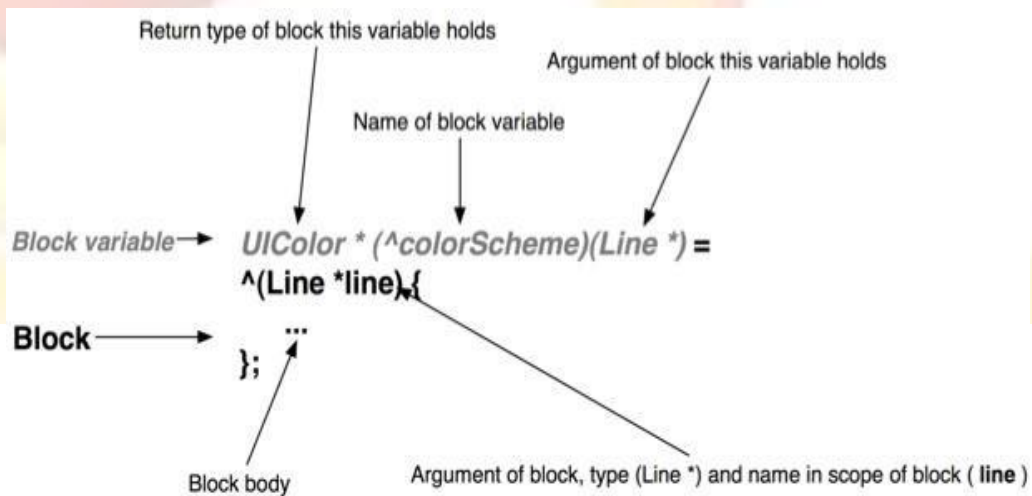 Return type of block this variable holds
Argument of block this variable holds
Name of block variable
Block variable
UIColor * (^colorScheme)(Line *) =
^(Line *line) {
Block
...
};
Block body
Argument of block, type (Line *) and name in scope of block ( line )